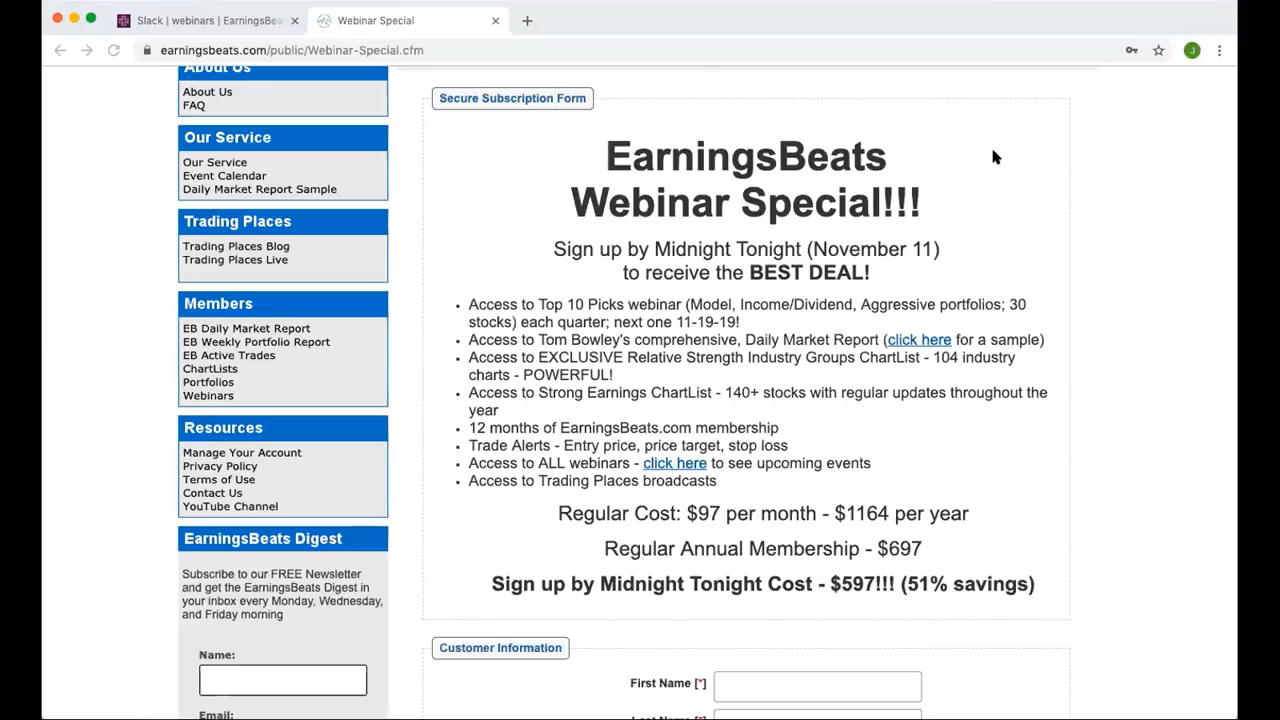 Slack | webinars | EarningsBea
Webinar Special
earningsbeats.com/public/Webinar-Special.cfm
J
About Us
About Us
FAQ
Our Service
Our Service
Event Calendar
Daily Market Report Sample
Trading Places
Trading Places Blog
Trading Places Live
Members
EB Daily Market Report
EB Weekly Portfolio Report
EB Active Trades
ChartLists
Portfolios
Webinars
Resources
Manage Your Account
Privacy Policy
Terms of Use
Contact Us
YouTube Channel
EarningsBeats Digest
Subscribe to our FREE Newsletter
and get the EarningsBeats Digest in
your inbox every Monday, Wednesday,
and Friday morning
Name:
Email:
Secure Subscription Form
EarningsBeats
Webinar Special!!!
Sign up by Midnight Tonight (November 11)
to receive the BEST DEAL!
• Access to Top 10 Picks webinar (Model, Income/Dividend, Aggressive portfolios; 30
stocks) each quarter; next one 11-19-19!
• Access to Tom Bowley's comprehensive, Daily Market Report (click here for a sample)
• Access to EXCLUSIVE Relative Strength Industry Groups ChartList - 104 industry
charts - POWERFUL!
• Access to Strong Earnings ChartList - 140+ stocks with regular updates throughout the
year
• 12 months of EarningsBeats.com membership
• Trade Alerts - Entry price, price target, stop loss
• Access to ALL webinars - click here to see upcoming events
• Access to Trading Places broadcasts
Regular Cost: $97 per month - $1164 per year
Regular Annual Membership - $697
Sign up by Midnight Tonight Cost - $597!!! (51% savings)
Customer Information
First Name [*]
Last Name [*]